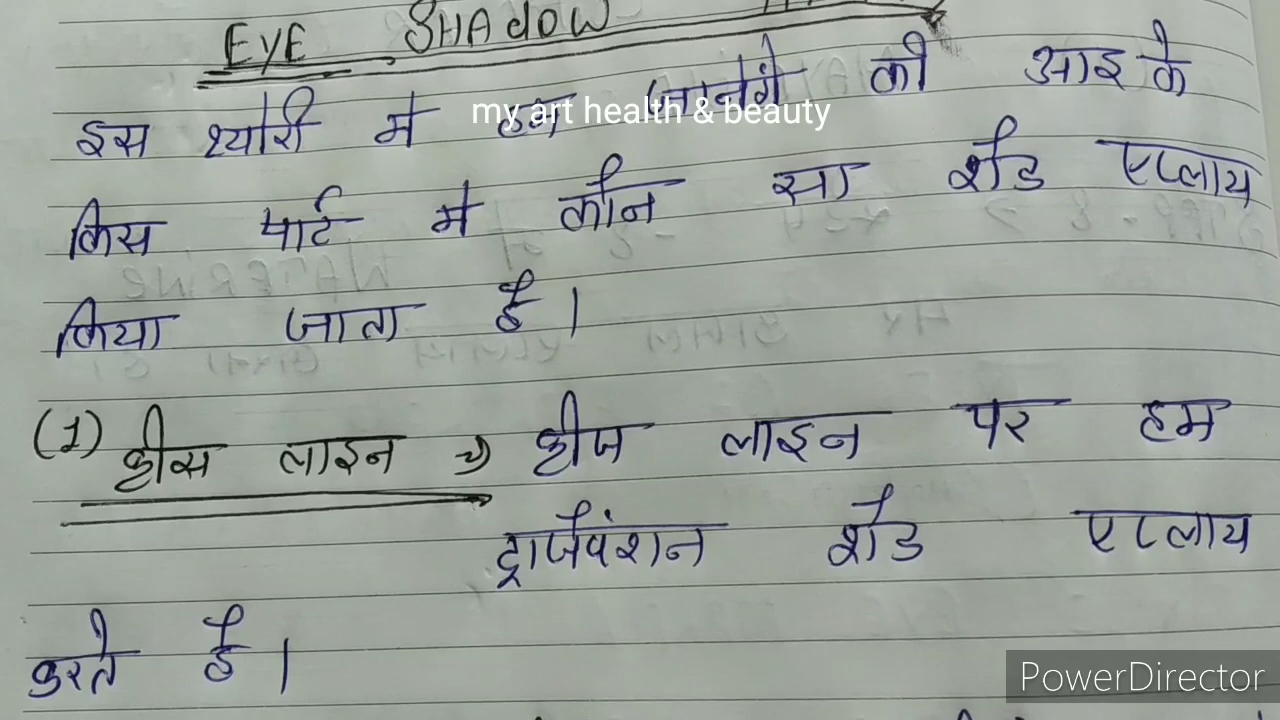 EYE SHADOW
इस थ्योरी मे हम जानेगे की आइ के
my art health & beauty
किस पार्ट मे कौन सा शैड एप्लाय
किया जाता है।
(1) क्रीस लाइन → क्रीज लाइन पर हम
ट्रांजेक्शन शैड एप्लाय
करते है।
PowerDirector